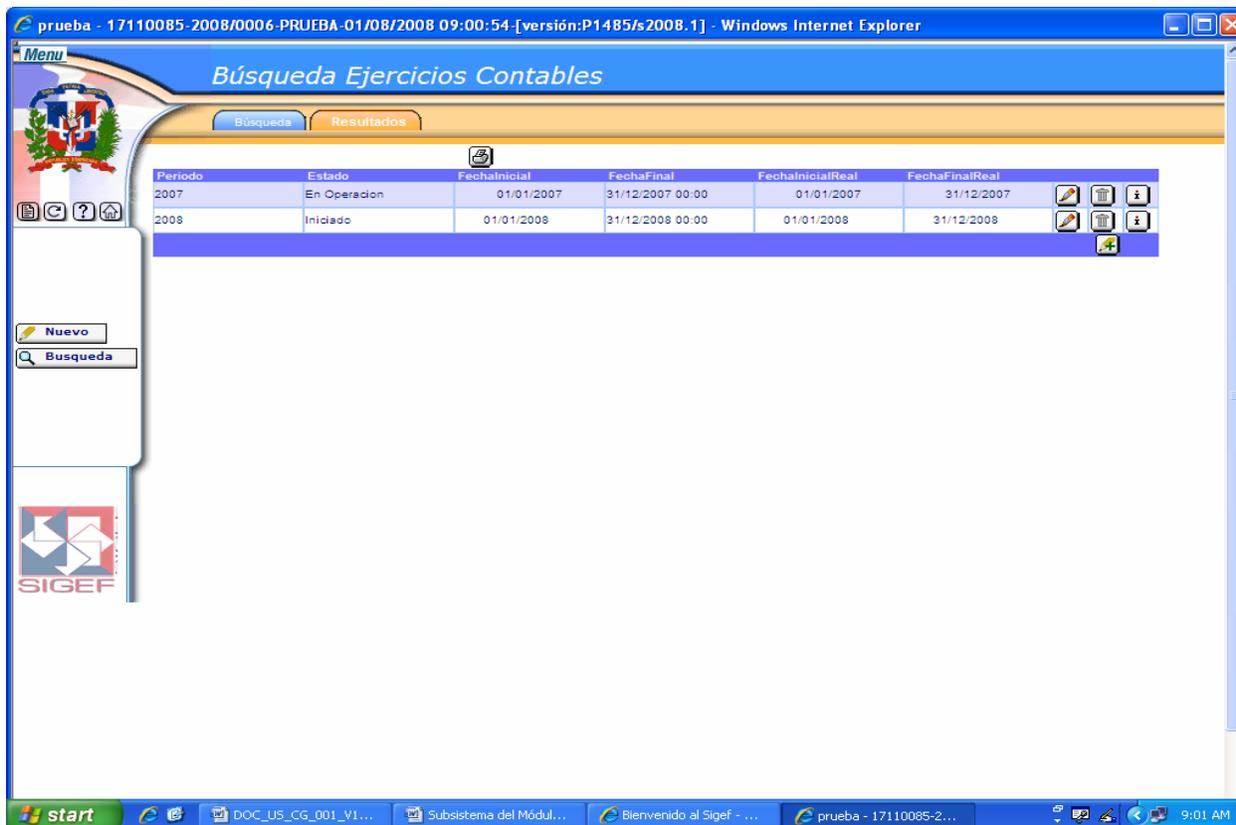 prueba - 17110085-2008/0006-PRUEBA-01/08/2008 09:00:54-[versión:P1485/s2008.1] - Windows Internet Explorer
Menu
Búsqueda Ejercicios Contables
Búsqueda Resultados
Periodo Estado FechaInicial FechaFinal FechaInicialReal FechaFinalReal
2007 En Operacion 01/01/2007 31/12/2007 00:00 01/01/2007 31/12/2007
2008 Iniciado 01/01/2008 31/12/2008 00:00 01/01/2008 31/12/2008
Nuevo
Busqueda
SIGEF
start DOC_US_CG_001_V1... Subsistema del Módul... Bienvenido al Sigef - ... prueba - 17110085-2... 9:01 AM